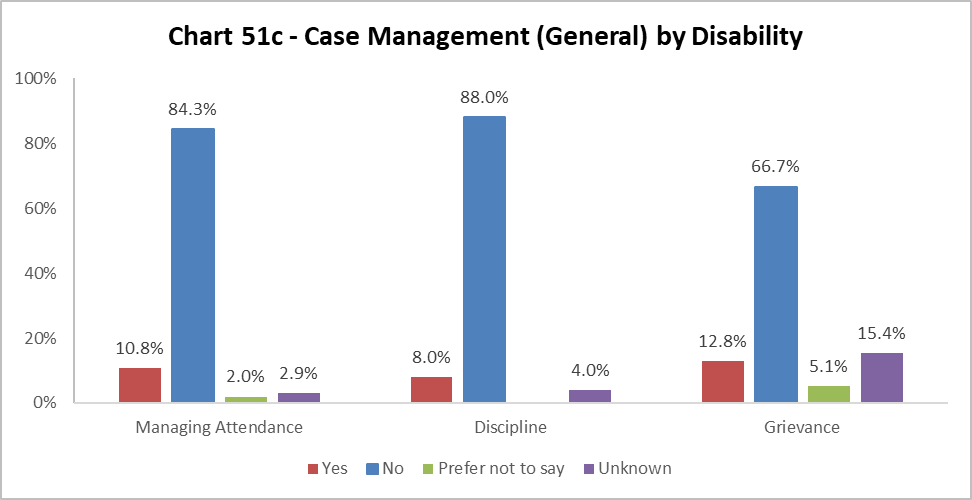 Chart 51c - Case Management (General) by Disability
100%
80%
60%
40%
20%
0%
10.8%
84.3%
2.0%
2.9%
8.0%
88.0%
4.0%
12.8%
66.7%
5.1%
15.4%
Managing Attendance
Discipline
Grievance
Yes
No
Prefer not to say
Unknown